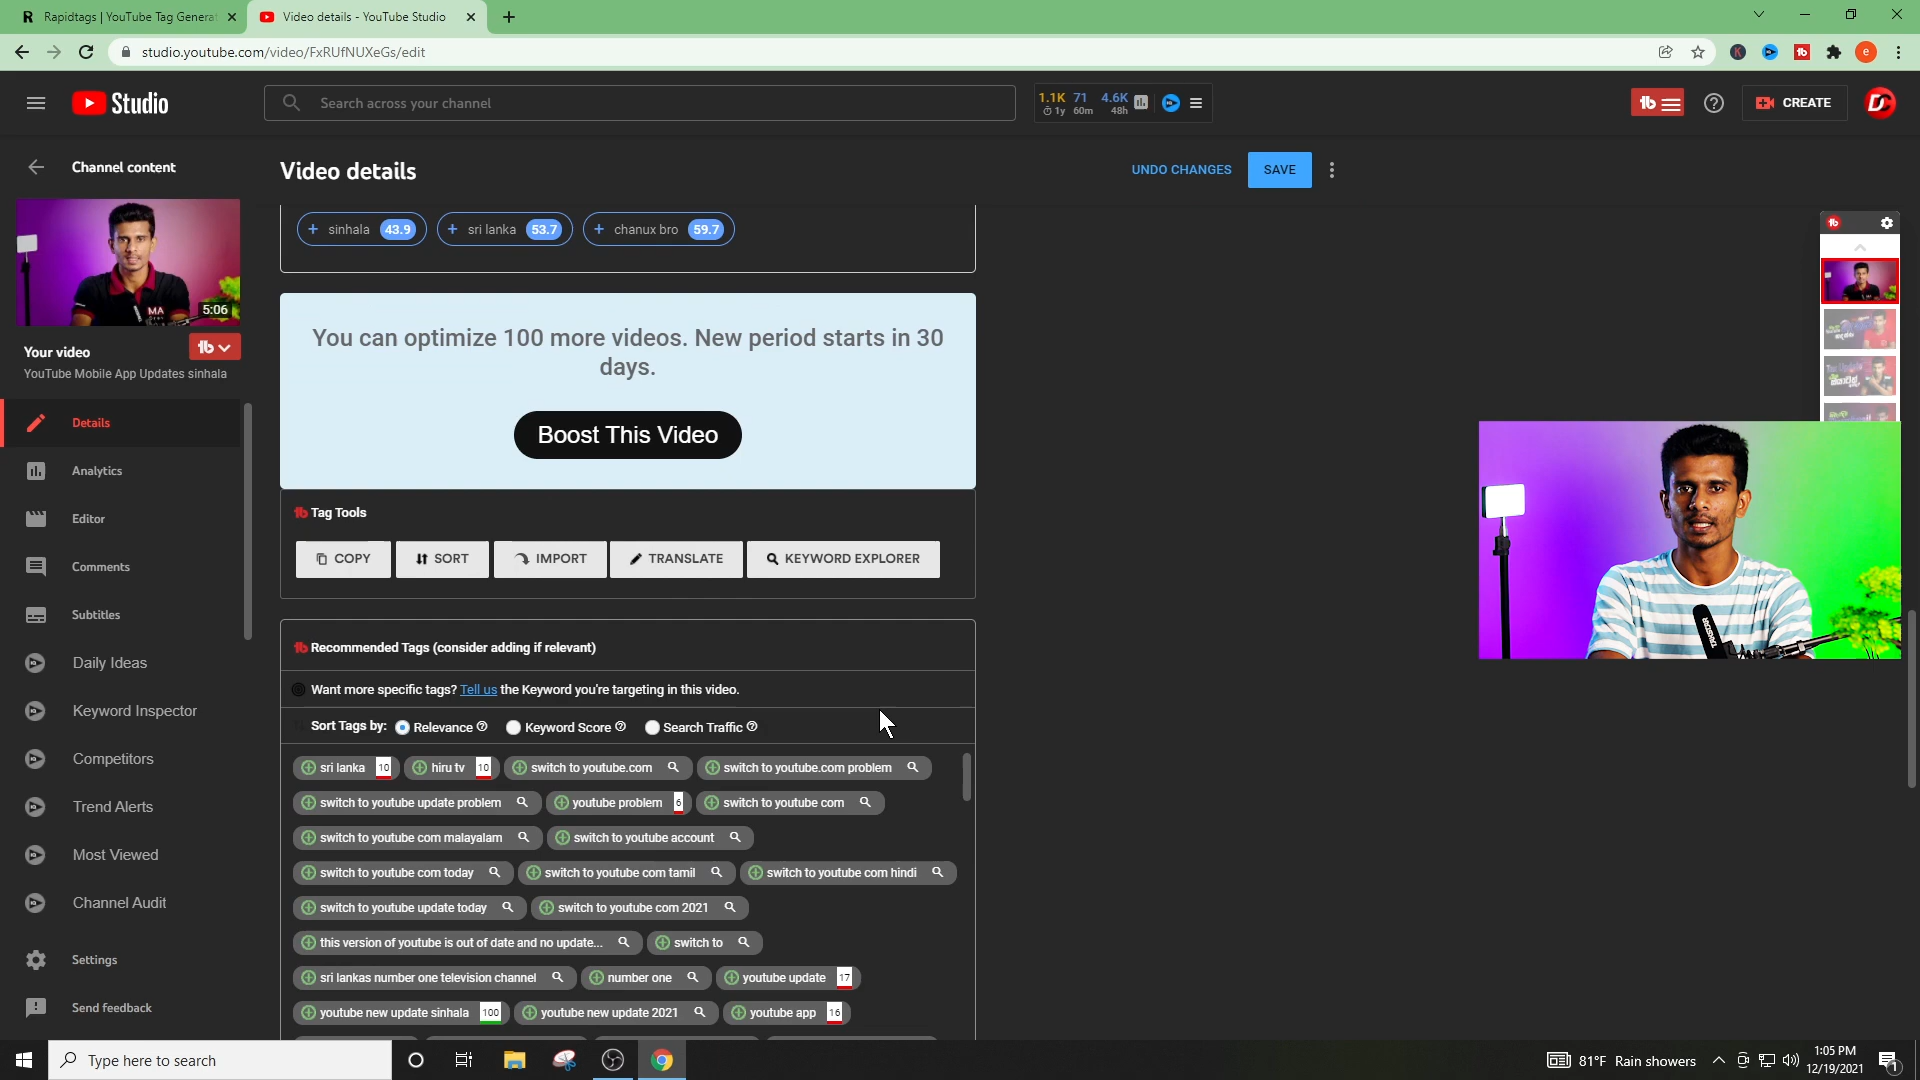 Rapidtags | YouTube Tag Generat
Video details - YouTube Studio
studio.youtube.com/video/FxRUfNUXeGs/edit
e
Studio
Search across your channel
1.1K 71 4.6K
1y 60m 48h
CREATE
Channel content
Video details
UNDO CHANGES
SAVE
5:06
MA
Your video
YouTube Mobile App Updates sinhala
Details
Analytics
Editor
Comments
Subtitles
Daily Ideas
Keyword Inspector
Competitors
Trend Alerts
Most Viewed
Channel Audit
Settings
Send feedback
+ sinhala 43.9 + sri lanka 53.7 + chanux bro 59.7
You can optimize 100 more videos. New period starts in 30
days.
Boost This Video
Tag Tools
COPY SORT IMPORT TRANSLATE KEYWORD EXPLORER
Recommended Tags (consider adding if relevant)
Want more specific tags? Tell us the Keyword you're targeting in this video.
Sort Tags by: Relevance Keyword Score Search Traffic
sri lanka 10 hiru tv 10 switch to youtube.com switch to youtube.com problem
switch to youtube update problem youtube problem 6 switch to youtube com
switch to youtube com malayalam switch to youtube account
switch to youtube com today switch to youtube com tamil switch to youtube com hindi
switch to youtube update today switch to youtube com 2021
this version of youtube is out of date and no update... switch to
sri lankas number one television channel number one youtube update 17
youtube new update sinhala 100 youtube new update 2021 youtube app 16
Type here to search
81°F Rain showers
1:05 PM
12/19/2021
1